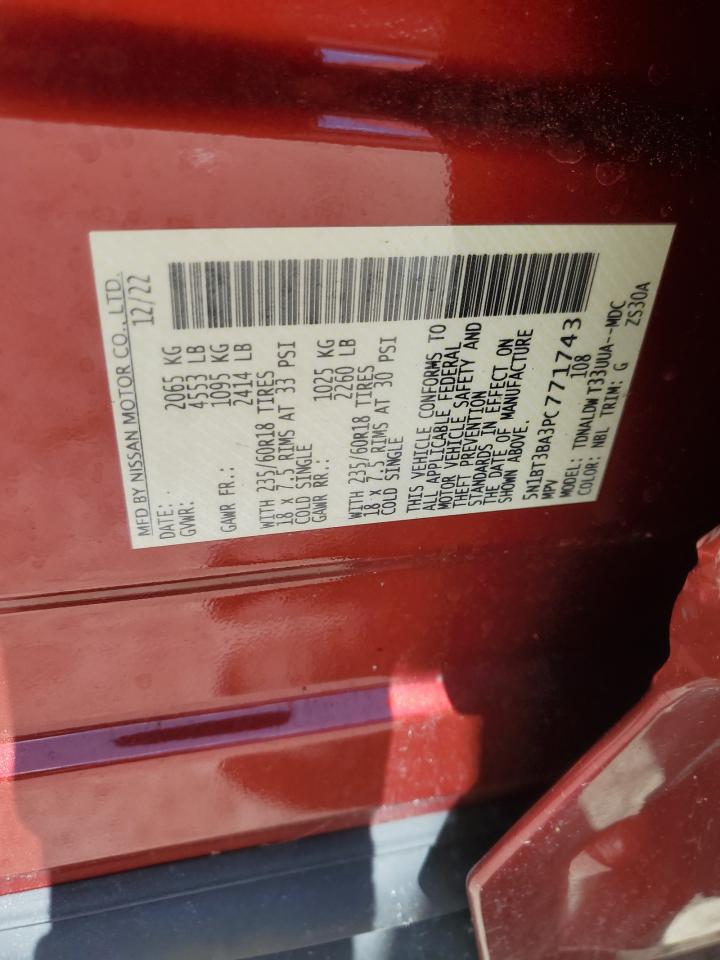 MFD BY NISSAN MOTOR CO., LTD.
DATE: 12/22
GVWR: 2065 KG
4553 LB
GAWR FR.: 1095 KG
2414 LB
WITH 235/60R18 TIRES
18 X 7.5 RIMS AT 33 PSI
COLD SINGLE
GAWR RR.: 1025 KG
2260 LB
WITH 235/60R18 TIRES
18 X 7.5 RIMS AT 30 PSI
COLD SINGLE
THIS VEHICLE CONFORMS TO
ALL APPLICABLE FEDERAL
MOTOR VEHICLE SAFETY AND
THEFT PREVENTION
STANDARDS IN EFFECT ON
THE DATE OF MANUFACTURE
SHOWN ABOVE.
5N1BT3BA3PC771743
MPV 108
MODEL: TDNALDW T33UUA--MDC
COLOR: NBL TRIM: G ZS30A